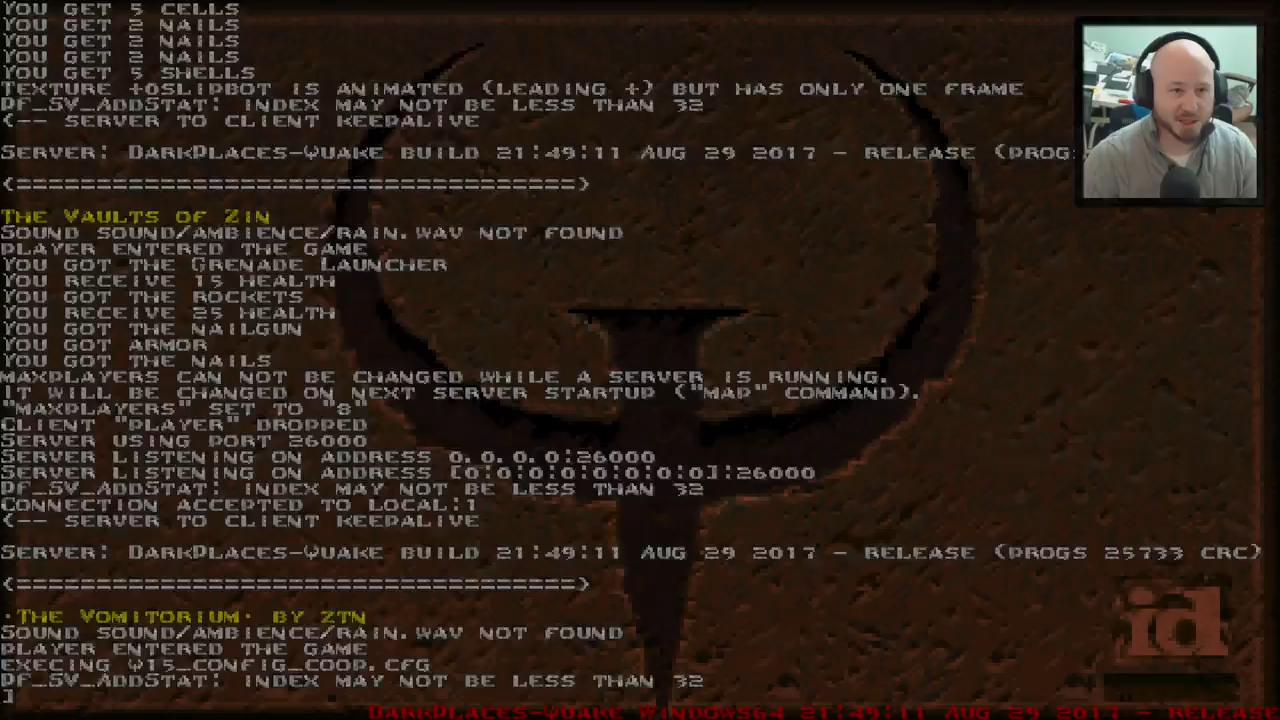 YOU GET 5 CELLS
YOU GET 2 NAILS
YOU GET 2 NAILS
YOU GET 2 NAILS
YOU GET 5 SHELLS
TEXTURE +0SLIPBOT IS ANIMATED (LEADING +) BUT HAS ONLY ONE FRAME
PF_SV_ADDSTAT: INDEX MAY NOT BE LESS THAN 32
<-- SERVER TO CLIENT KEEPALIVE
SERVER: DARKPLACES-QUAKE BUILD 21:49:11 AUG 29 2017 - RELEASE (PROGS
<===================================>
THE VAULTS OF ZIN
SOUND SOUND/AMBIENCE/RAIN.WAV NOT FOUND
PLAYER ENTERED THE GAME
YOU GOT THE GRENADE LAUNCHER
YOU RECEIVE 15 HEALTH
YOU GOT THE ROCKETS
YOU RECEIVE 25 HEALTH
YOU GOT THE NAILGUN
YOU GOT ARMOR
YOU GOT THE NAILS
MAXPLAYERS CAN NOT BE CHANGED WHILE A SERVER IS RUNNING.
IT WILL BE CHANGED ON NEXT SERVER STARTUP ("MAP" COMMAND).
"MAXPLAYERS" SET TO "8"
CLIENT "PLAYER" DROPPED
SERVER USING PORT 26000
SERVER LISTENING ON ADDRESS 0.0.0.0:26000
SERVER LISTENING ON ADDRESS [0:0:0:0:0:0:0:0]:26000
PF_SV_ADDSTAT: INDEX MAY NOT BE LESS THAN 32
CONNECTION ACCEPTED TO LOCAL:1
<-- SERVER TO CLIENT KEEPALIVE
SERVER: DARKPLACES-QUAKE BUILD 21:49:11 AUG 29 2017 - RELEASE (PROGS 25733 CRC)
<===================================>
·THE VOMITORIUM· BY ZTN
SOUND SOUND/AMBIENCE/RAIN.WAV NOT FOUND
PLAYER ENTERED THE GAME
EXECING Q15_CONFIG_COOP.CFG
PF_SV_ADDSTAT: INDEX MAY NOT BE LESS THAN 32
]
id
DARKPLACES-QUAKE WINDOWS64 21:49:11 AUG 29 2017 - RELEASE